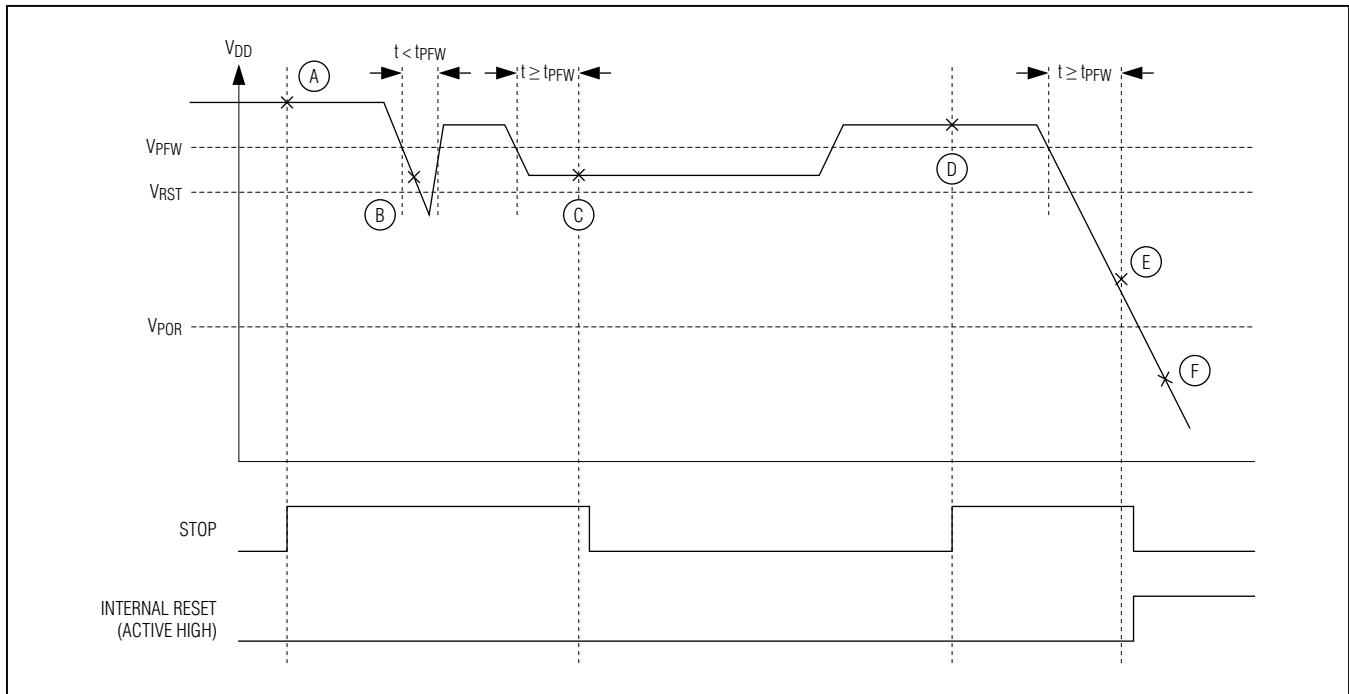 VDD
t < tPFW
t ≥ tPFW
t ≥ tPFW
A
VPFW
VRST
B
C
D
E
VPOR
F
STOP
INTERNAL RESET
(ACTIVE HIGH)